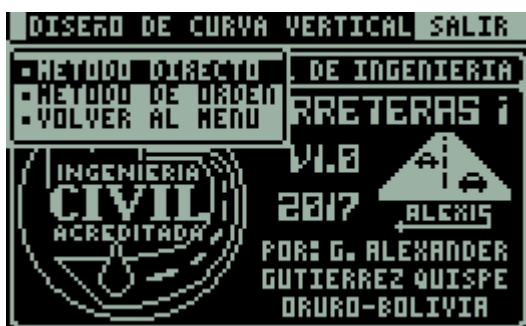 DISEÑO DE CURVA VERTICAL SALIR
METODO DIRECTO
METODO DE ORDEN
VOLVER AL MENU
DE INGENIERIA
RRETERAS i
V1.0
2017
INGENIERIA
CIVIL
ACREDITADA
ALEXIS
POR: G. ALEXANDER
GUTIERREZ QUISPE
ORURO-BOLIVIA